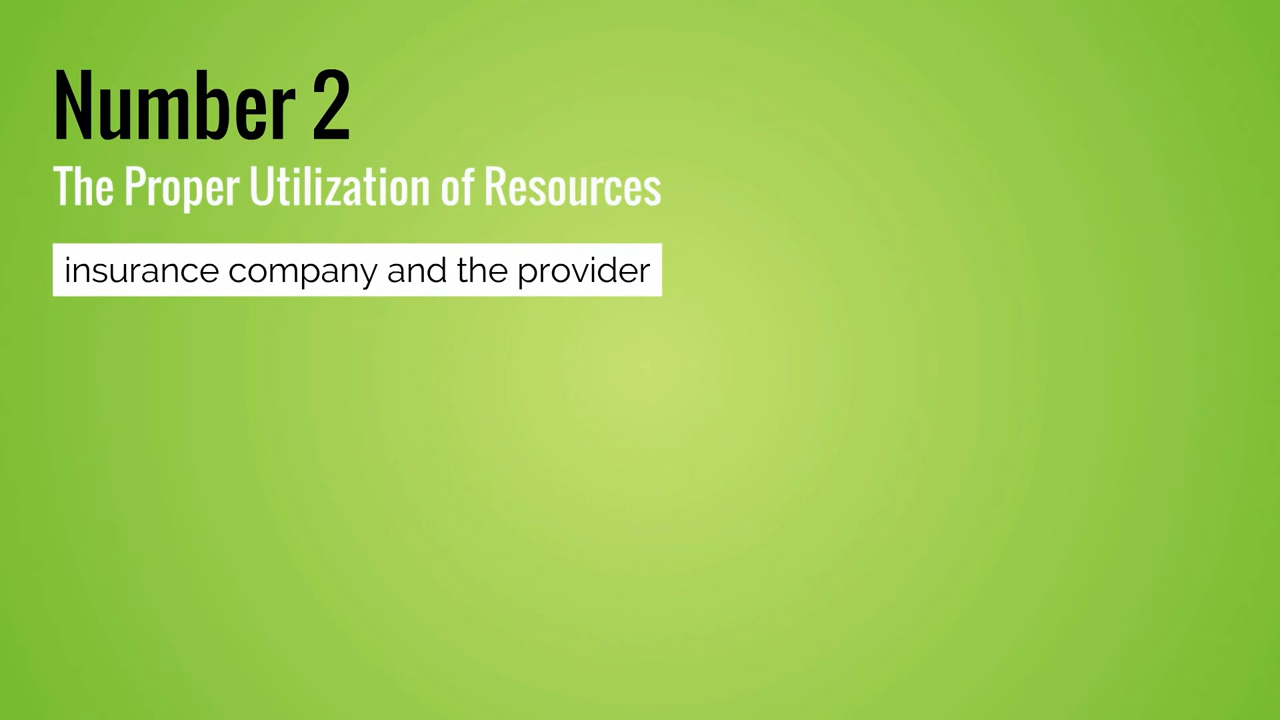 Number 2
The Proper Utilization of Resources
insurance company and the provider